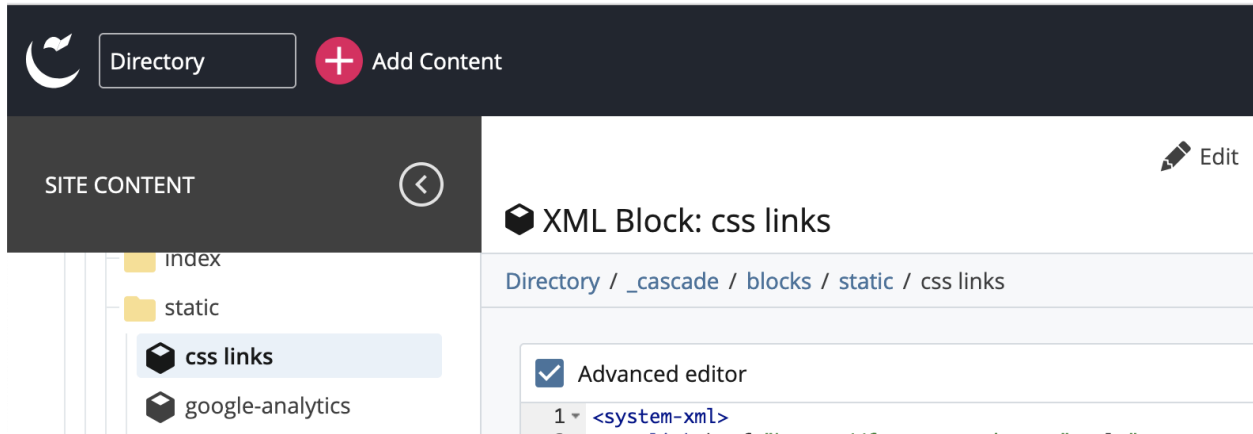 Directory
Add Content
SITE CONTENT
Edit
XML Block: css links
index
Directory / _cascade / blocks / static / css links
static
css links
Advanced editor
google-analytics
1 <system-xml>